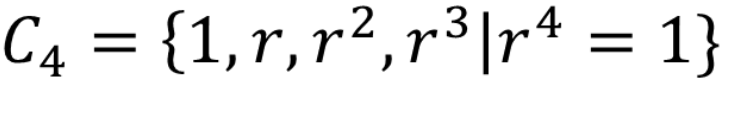 C₄ = {1, r, r², r³|r⁴ = 1}